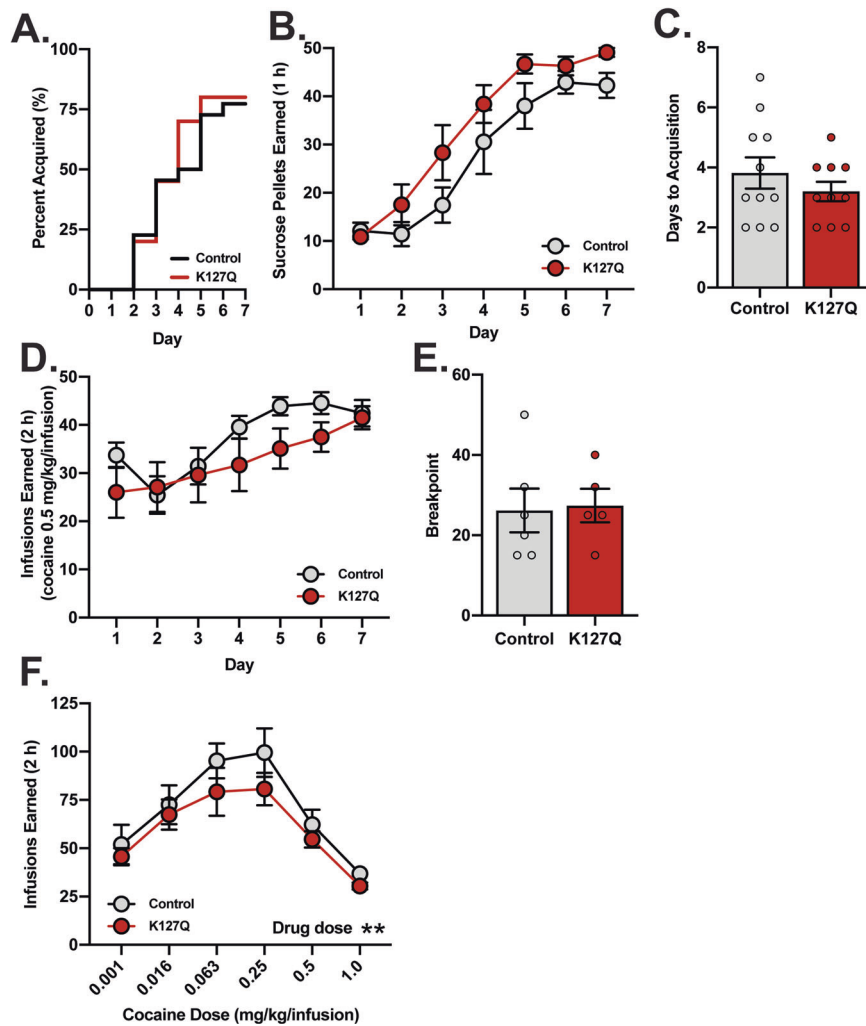 A.
Percent Acquired (%)
100
75
50
25
0
0 1 2 3 4 5 6 7
Day
Control
K127Q
B.
Sucrose Pellets Earned (1 h)
50
40
30
20
10
0
1 2 3 4 5 6 7
Day
Control
K127Q
C.
Days to Acquisition
8
6
4
2
0
Control K127Q
D.
Infusions Earned (2 h)
(cocaine 0.5 mg/kg/infusion)
50
40
30
20
10
0
1 2 3 4 5 6 7
Day
Control
K127Q
E.
Breakpoint
60
40
20
0
Control K127Q
F.
Infusions Earned (2 h)
125
100
75
50
25
0
0.001 0.016 0.063 0.25 0.5 1.0
Cocaine Dose (mg/kg/infusion)
Control
K127Q
Drug dose **